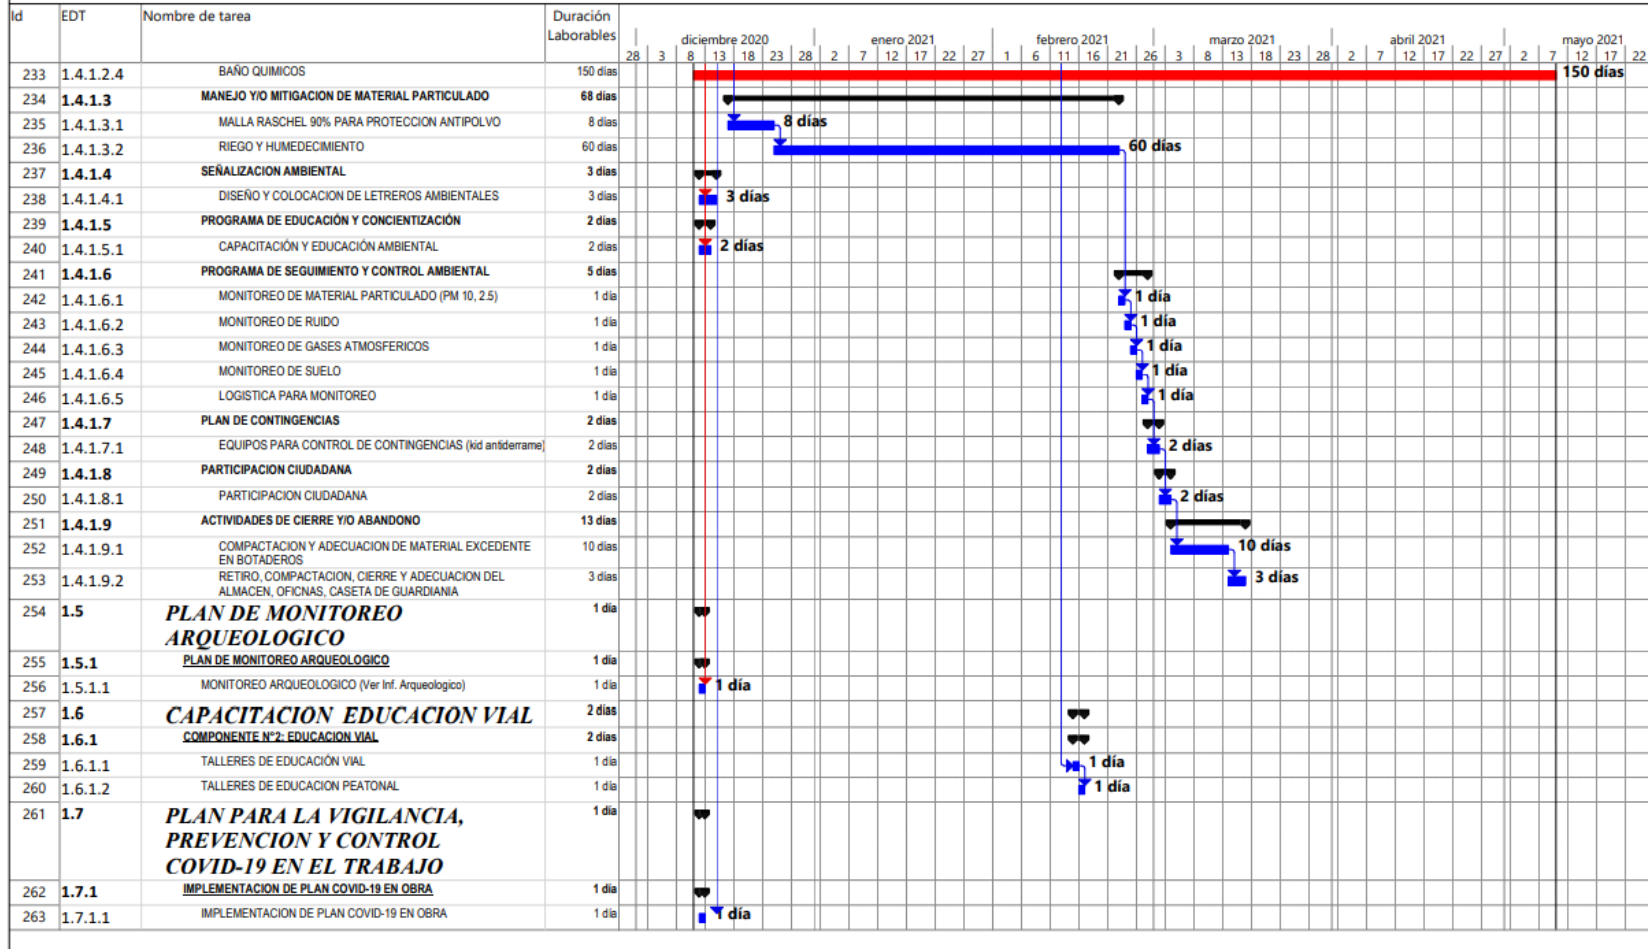 Id EDT Nombre de tarea Duración
Laborables
diciembre 2020 enero 2021 febrero 2021 marzo 2021 abril 2021 mayo 2021
28 3 8 13 18 23 28 2 7 12 17 22 27 1 6 11 16 21 26 3 8 13 18 23 28 2 7 12 17 22 27 2 7 12 17 22
233 1.4.1.2.4 BAÑO QUIMICOS 150 días 150 días
234 1.4.1.3 MANEJO Y/O MITIGACION DE MATERIAL PARTICULADO 68 días
235 1.4.1.3.1 MALLA RASCHEL 90% PARA PROTECCION ANTIPOLVO 8 días 8 días
236 1.4.1.3.2 RIEGO Y HUMEDECIMIENTO 60 días 60 días
237 1.4.1.4 SEÑALIZACION AMBIENTAL 3 días
238 1.4.1.4.1 DISEÑO Y COLOCACION DE LETREROS AMBIENTALES 3 días 3 días
239 1.4.1.5 PROGRAMA DE EDUCACIÓN Y CONCIENTIZACIÓN 2 días
240 1.4.1.5.1 CAPACITACIÓN Y EDUCACIÓN AMBIENTAL 2 días 2 días
241 1.4.1.6 PROGRAMA DE SEGUIMIENTO Y CONTROL AMBIENTAL 5 días
242 1.4.1.6.1 MONITOREO DE MATERIAL PARTICULADO (PM 10, 2.5) 1 día 1 día
243 1.4.1.6.2 MONITOREO DE RUIDO 1 día 1 día
244 1.4.1.6.3 MONITOREO DE GASES ATMOSFERICOS 1 día 1 día
245 1.4.1.6.4 MONITOREO DE SUELO 1 día 1 día
246 1.4.1.6.5 LOGISTICA PARA MONITOREO 1 día 1 día
247 1.4.1.7 PLAN DE CONTINGENCIAS 2 días
248 1.4.1.7.1 EQUIPOS PARA CONTROL DE CONTINGENCIAS (kid antiderrame) 2 días 2 días
249 1.4.1.8 PARTICIPACION CIUDADANA 2 días
250 1.4.1.8.1 PARTICIPACION CIUDADANA 2 días 2 días
251 1.4.1.9 ACTIVIDADES DE CIERRE Y/O ABANDONO 13 días
252 1.4.1.9.1 COMPACTACION Y ADECUACION DE MATERIAL EXCEDENTE 10 días 10 días
EN BOTADEROS
253 1.4.1.9.2 RETIRO, COMPACTACION, CIERRE Y ADECUACION DEL 3 días 3 días
ALMACEN, OFICNAS, CASETA DE GUARDIANIA
254 1.5 PLAN DE MONITOREO 1 día
ARQUEOLOGICO
255 1.5.1 PLAN DE MONITOREO ARQUEOLOGICO 1 día
256 1.5.1.1 MONITOREO ARQUEOLOGICO (Ver Inf. Arqueologico) 1 día 1 día
257 1.6 CAPACITACION EDUCACION VIAL 2 días
258 1.6.1 COMPONENTE N°2: EDUCACION VIAL 2 días
259 1.6.1.1 TALLERES DE EDUCACIÓN VIAL 1 día 1 día
260 1.6.1.2 TALLERES DE EDUCACION PEATONAL 1 día 1 día
261 1.7 PLAN PARA LA VIGILANCIA, 1 día
PREVENCION Y CONTROL
COVID-19 EN EL TRABAJO
262 1.7.1 IMPLEMENTACION DE PLAN COVID-19 EN OBRA 1 día
263 1.7.1.1 IMPLEMENTACION DE PLAN COVID-19 EN OBRA 1 día 1 día